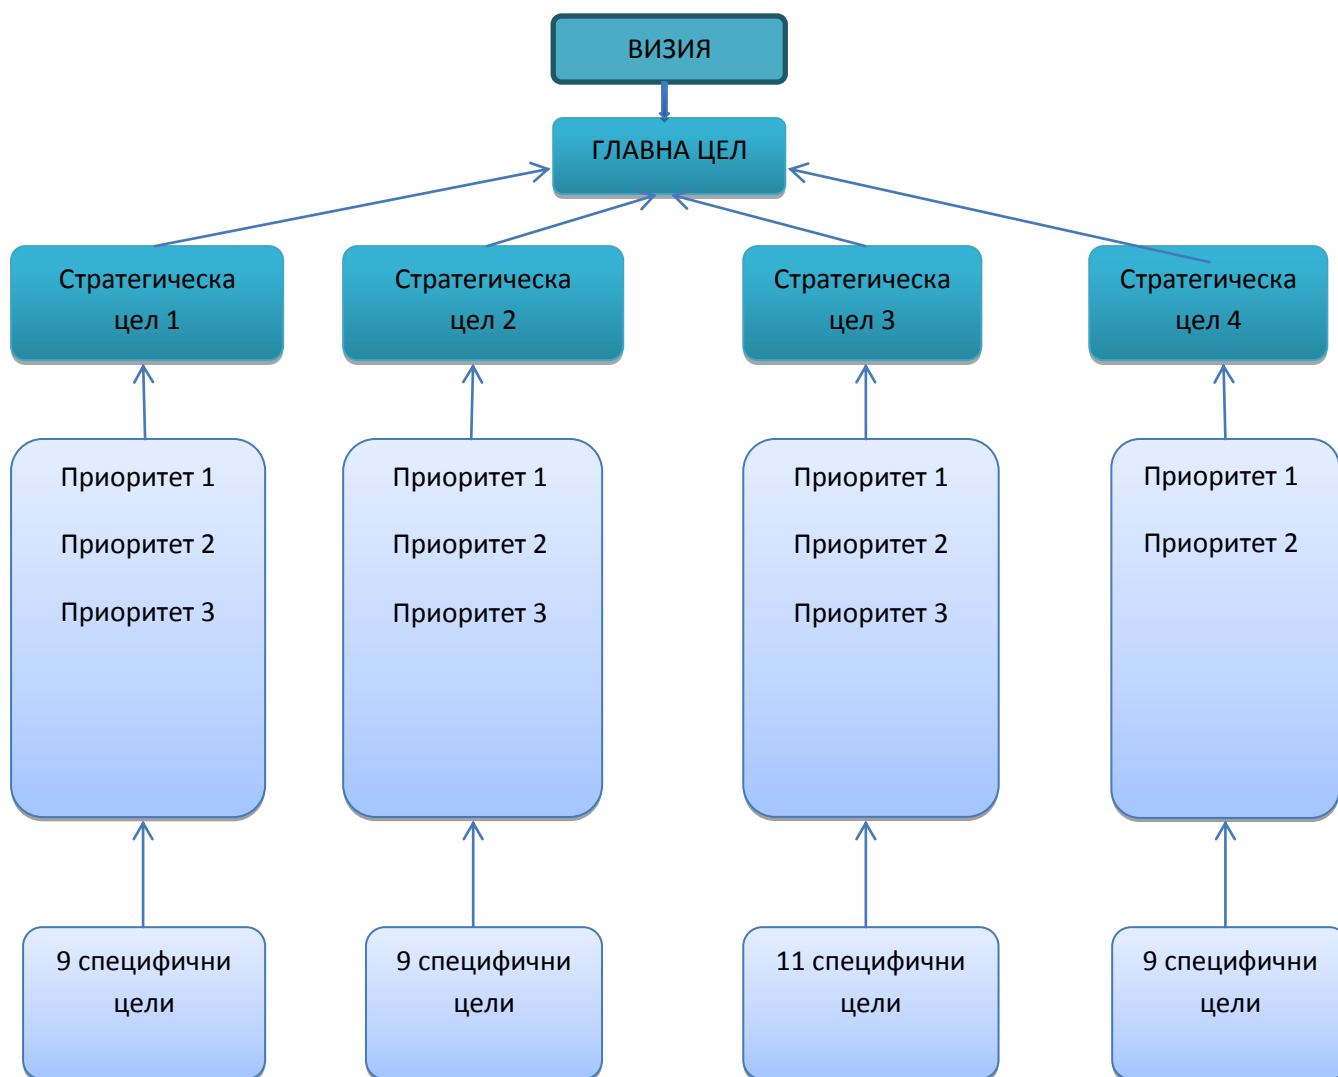 ВИЗИЯ
ГЛАВНА ЦЕЛ
Стратегическа
цел 1
Стратегическа
цел 2
Стратегическа
цел 3
Стратегическа
цел 4
Приоритет 1
Приоритет 2
Приоритет 3
Приоритет 1
Приоритет 2
Приоритет 3
Приоритет 1
Приоритет 2
Приоритет 3
Приоритет 1
Приоритет 2
9 специфични
цели
9 специфични
цели
11 специфични
цели
9 специфични
цели